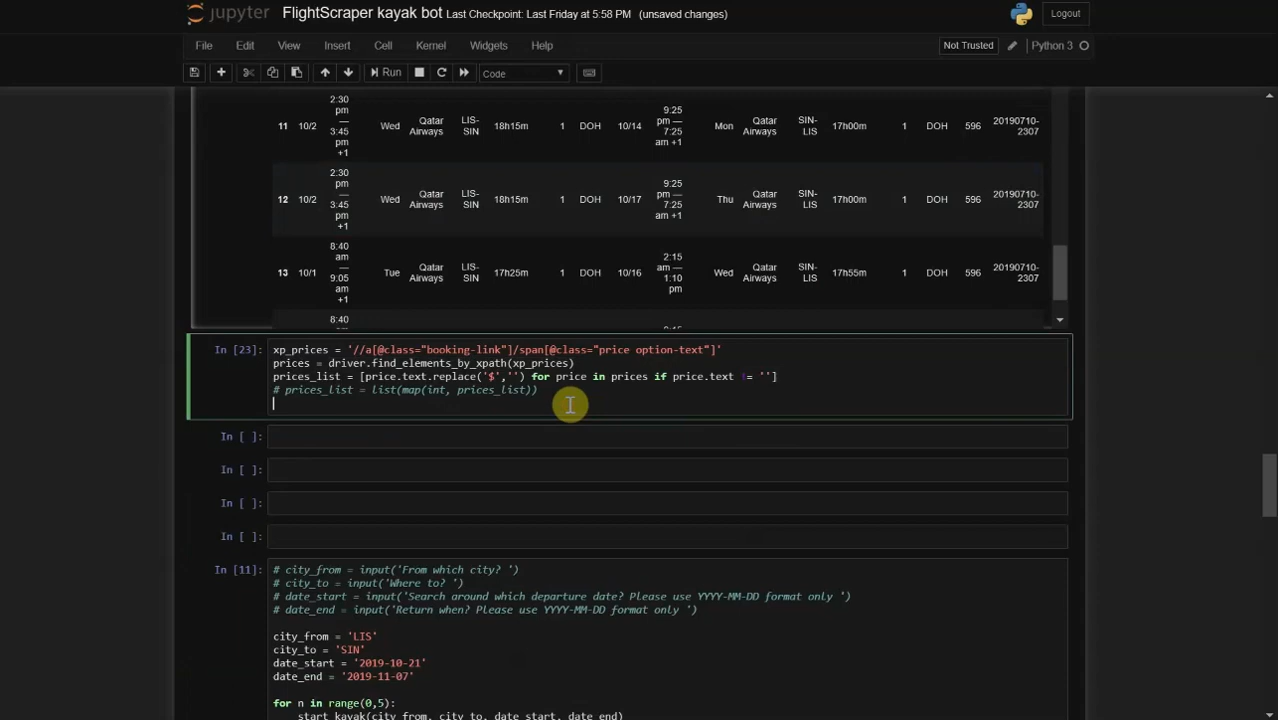 jupyter FlightScraper kayak bot Last Checkpoint: Last Friday at 5:58 PM (unsaved changes) Logout
File Edit View Insert Cell Kernel Widgets Help Not Trusted Python 3
Run Code
11 10/2 2:30 pm — 3:45 pm +1 Wed Qatar Airways LIS-SIN 18h15m 1 DOH 10/14 9:25 pm — 7:25 am +1 Mon Qatar Airways SIN-LIS 17h00m 1 DOH 596 20190710-2307
12 10/2 2:30 pm — 3:45 pm +1 Wed Qatar Airways LIS-SIN 18h15m 1 DOH 10/17 9:25 pm — 7:25 am +1 Thu Qatar Airways SIN-LIS 17h00m 1 DOH 596 20190710-2307
13 10/1 8:40 am — 9:05 am +1 Tue Qatar Airways LIS-SIN 17h25m 1 DOH 10/16 2:15 am — 1:10 pm Wed Qatar Airways SIN-LIS 17h55m 1 DOH 596 20190710-2307
8:40
In [23]: xp_prices = '//a[@class="booking-link"]/span[@class="price option-text"]'
prices = driver.find_elements_by_xpath(xp_prices)
prices_list = [price.text.replace('$','') for price in prices if price.text != '']
# prices_list = list(map(int, prices_list))
In [ ]:
In [ ]:
In [ ]:
In [ ]:
In [11]: # city_from = input('From which city? ')
# city_to = input('Where to? ')
# date_start = input('Search around which departure date? Please use YYYY-MM-DD format only ')
# date_end = input('Return when? Please use YYYY-MM-DD format only ')
city_from = 'LIS'
city_to = 'SIN'
date_start = '2019-10-21'
date_end = '2019-11-07'
for n in range(0,5):
start_kayak(city_from, city_to, date_start, date_end)